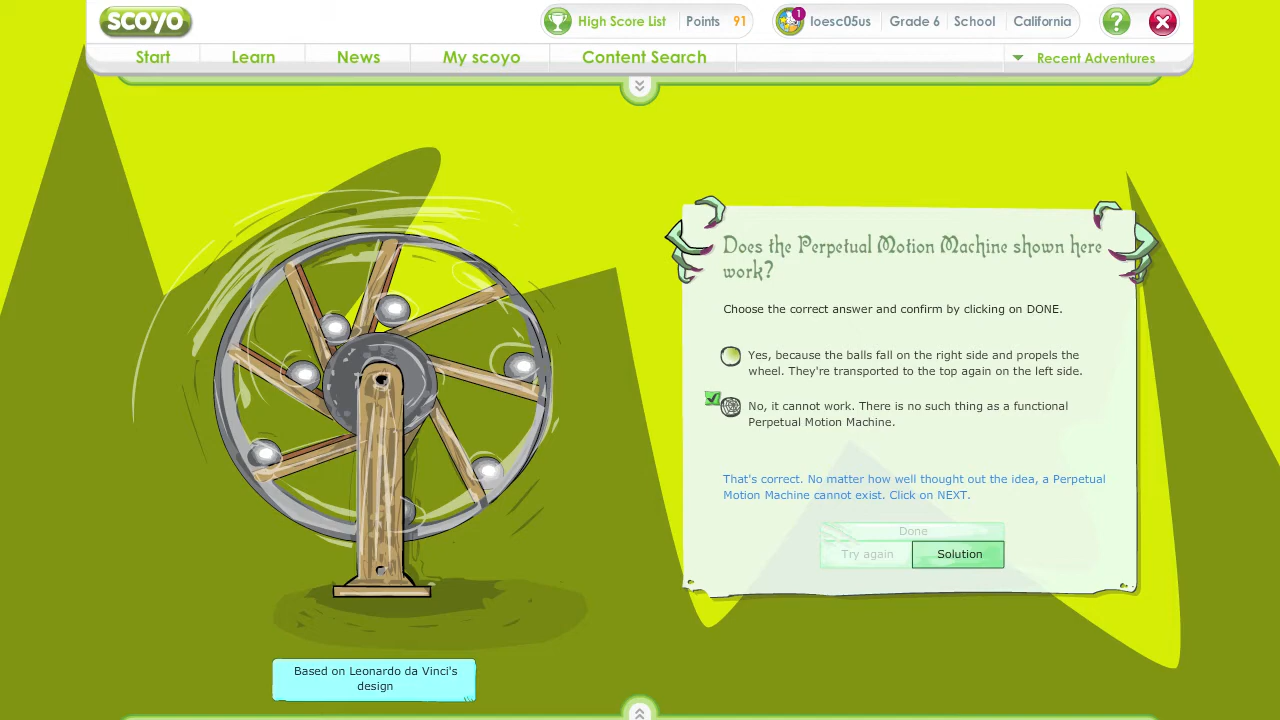 scoyo
High Score List
Points 91
1
loesc05us
Grade 6
School
California
?
Start
Learn
News
My scoyo
Content Search
Recent Adventures
Does the Perpetual Motion Machine shown here
work?
Choose the correct answer and confirm by clicking on DONE.
Yes, because the balls fall on the right side and propels the
wheel. They're transported to the top again on the left side.
No, it cannot work. There is no such thing as a functional
Perpetual Motion Machine.
That's correct. No matter how well thought out the idea, a Perpetual
Motion Machine cannot exist. Click on NEXT.
Done
Try again
Solution
Based on Leonardo da Vinci's
design